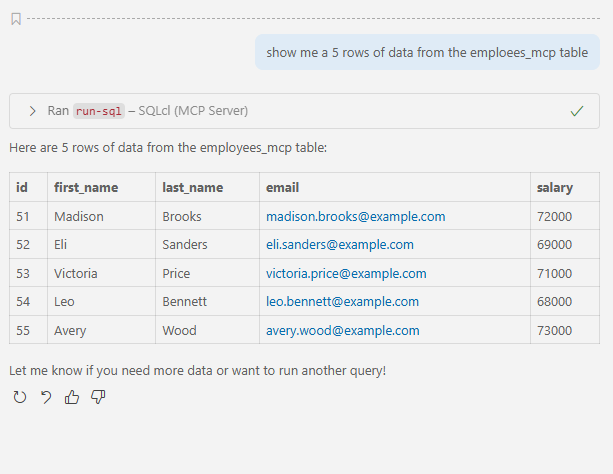 show me a 5 rows of data from the emploees_mcp table
Ran run-sql – SQLcl (MCP Server)
Here are 5 rows of data from the employees_mcp table:
id first_name last_name email salary
51 Madison Brooks madison.brooks@example.com 72000
52 Eli Sanders eli.sanders@example.com 69000
53 Victoria Price victoria.price@example.com 71000
54 Leo Bennett leo.bennett@example.com 68000
55 Avery Wood avery.wood@example.com 73000
Let me know if you need more data or want to run another query!